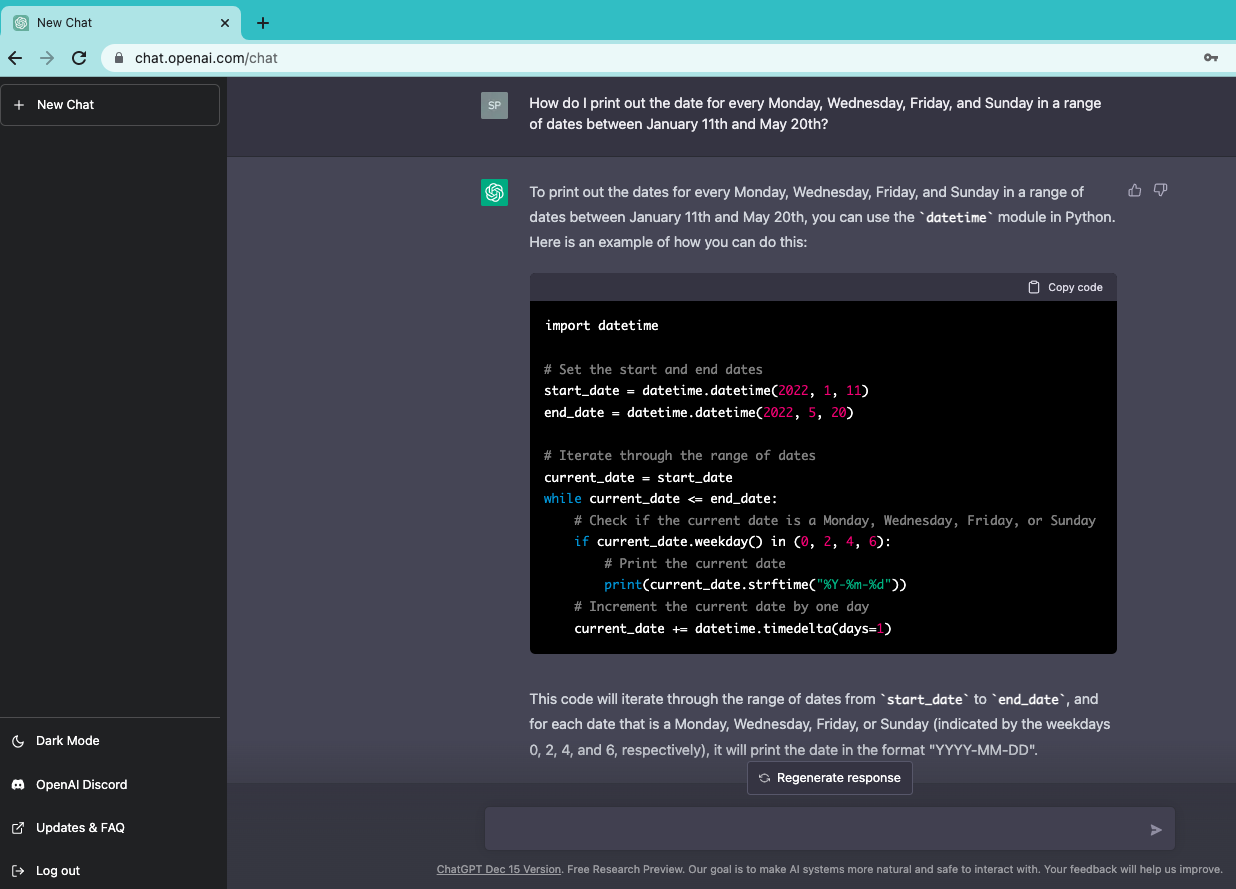 New Chat
chat.openai.com/chat
New Chat
SP
How do I print out the date for every Monday, Wednesday, Friday, and Sunday in a range
of dates between January 11th and May 20th?
To print out the dates for every Monday, Wednesday, Friday, and Sunday in a range of
dates between January 11th and May 20th, you can use the `datetime` module in Python.
Here is an example of how you can do this:
Copy code
import datetime
# Set the start and end dates
start_date = datetime.datetime(2022, 1, 11)
end_date = datetime.datetime(2022, 5, 20)
# Iterate through the range of dates
current_date = start_date
while current_date <= end_date:
    # Check if the current date is a Monday, Wednesday, Friday, or Sunday
    if current_date.weekday() in (0, 2, 4, 6):
        # Print the current date
        print(current_date.strftime("%Y-%m-%d"))
    # Increment the current date by one day
    current_date += datetime.timedelta(days=1)
This code will iterate through the range of dates from `start_date` to `end_date`, and
for each date that is a Monday, Wednesday, Friday, or Sunday (indicated by the weekdays
0, 2, 4, and 6, respectively), it will print the date in the format "YYYY-MM-DD".
Regenerate response
Dark Mode
OpenAI Discord
Updates & FAQ
Log out
ChatGPT Dec 15 Version. Free Research Preview. Our goal is to make AI systems more natural and safe to interact with. Your feedback will help us improve.